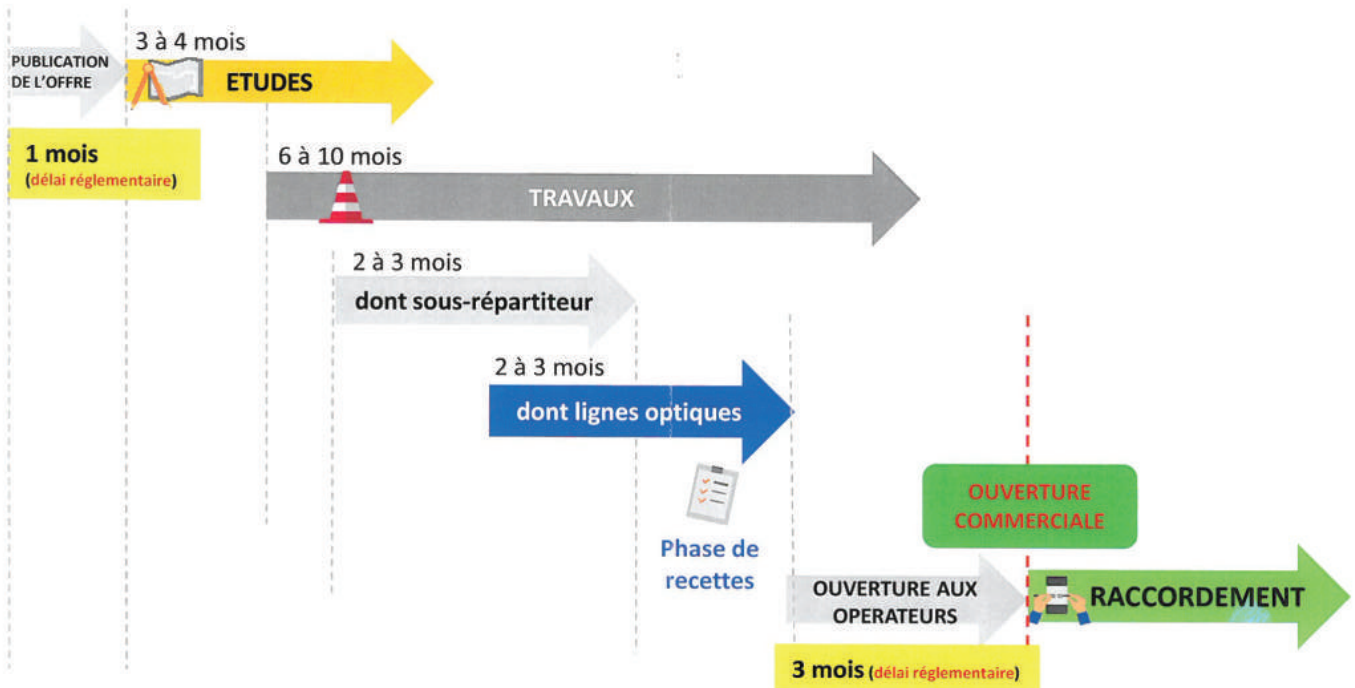 3 à 4 mois
PUBLICATION
DE L'OFFRE
ETUDES
1 mois
(délai réglementaire)
6 à 10 mois
TRAVAUX
2 à 3 mois
dont sous-répartiteur
2 à 3 mois
dont lignes optiques
Phase de
recettes
OUVERTURE
COMMERCIALE
OUVERTURE AUX
OPERATEURS
RACCORDEMENT
3 mois (délai réglementaire)